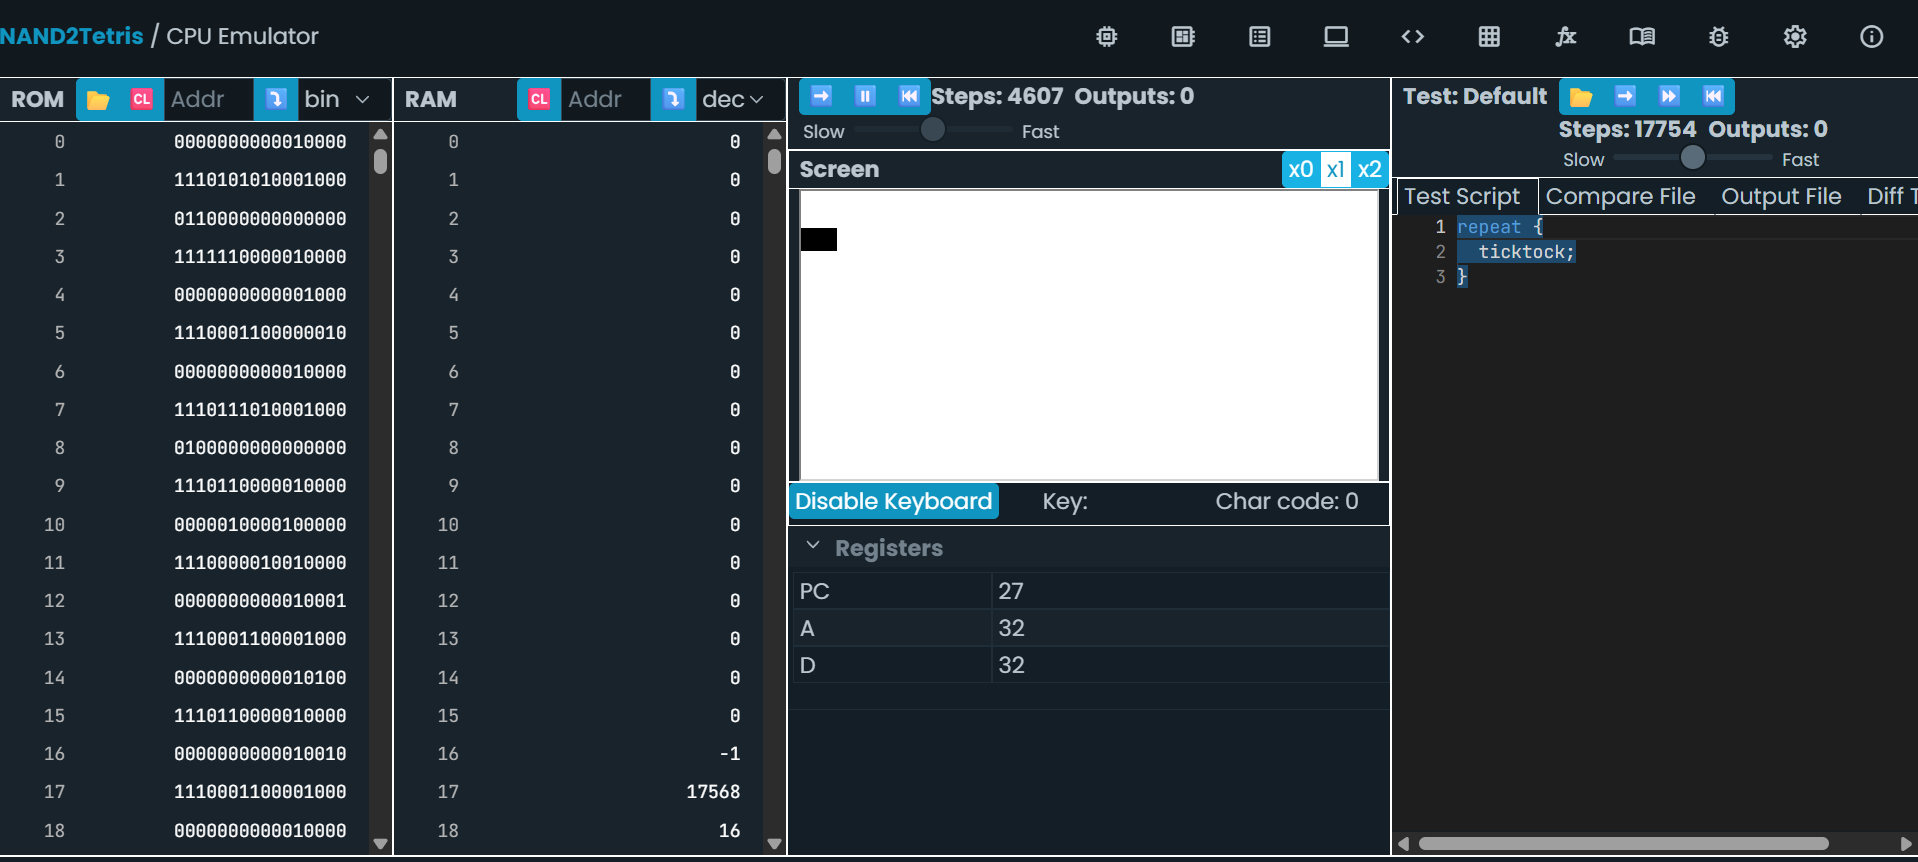 NAND2Tetris / CPU Emulator
ROM CL Addr bin
0 0000000000010000
1 1110101010001000
2 0110000000000000
3 1111110000010000
4 0000000000001000
5 1110001100000010
6 0000000000010000
7 1110111010001000
8 0100000000000000
9 1110110000010000
10 0000010000100000
11 1110000010010000
12 0000000000010001
13 1110001100001000
14 0000000000010100
15 1110110000010000
16 0000000000010010
17 1110001100001000
18 0000000000010000
RAM CL Addr dec
0 0
1 0
2 0
3 0
4 0
5 0
6 0
7 0
8 0
9 0
10 0
11 0
12 0
13 0
14 0
15 0
16 -1
17 17568
18 16
Steps: 4607 Outputs: 0
Slow Fast
Screen x0 x1 x2
Disable Keyboard Key: Char code: 0
Registers
PC 27
A 32
D 32
Test: Default
Steps: 17754 Outputs: 0
Slow Fast
Test Script Compare File Output File Diff T
1 repeat {
2 ticktock;
3 }